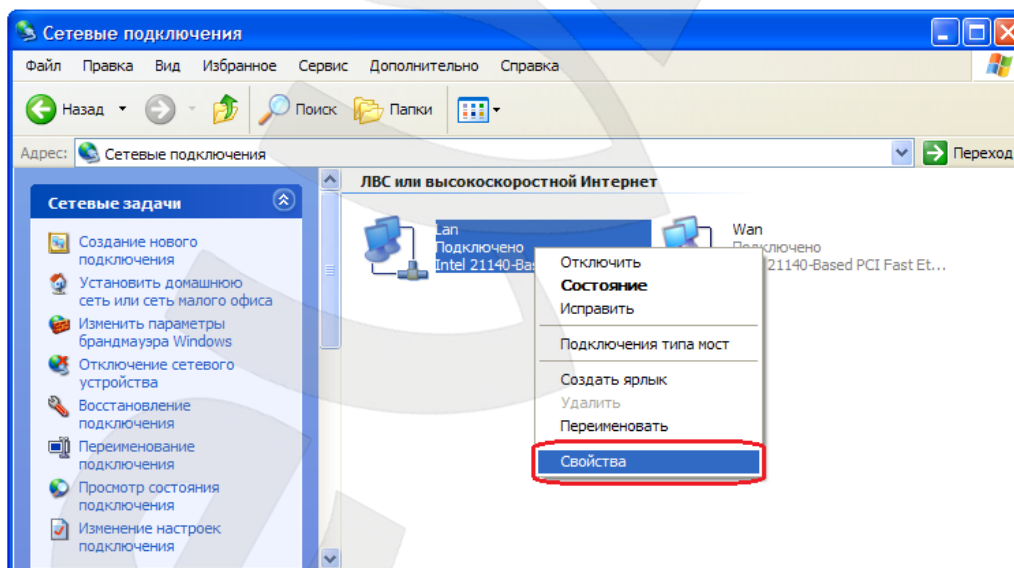 Сетевые подключения
Файл Правка Вид Избранное Сервис Дополнительно Справка
Назад Поиск Папки
Адрес: Сетевые подключения Переход
Сетевые задачи
Создание нового
подключения
Установить домашнюю
сеть или сеть малого офиса
Изменить параметры
брандмауэра Windows
Отключение сетевого
устройства
Восстановление
подключения
Переименование
подключения
Просмотр состояния
подключения
Изменение настроек
подключения
ЛВС или высокоскоростной Интернет
Lan
Подключено
Intel 21140-Bas
Wan
Подключено
21140-Based PCI Fast Et...
Отключить
Состояние
Исправить
Подключения типа мост
Создать ярлык
Удалить
Переименовать
Свойства